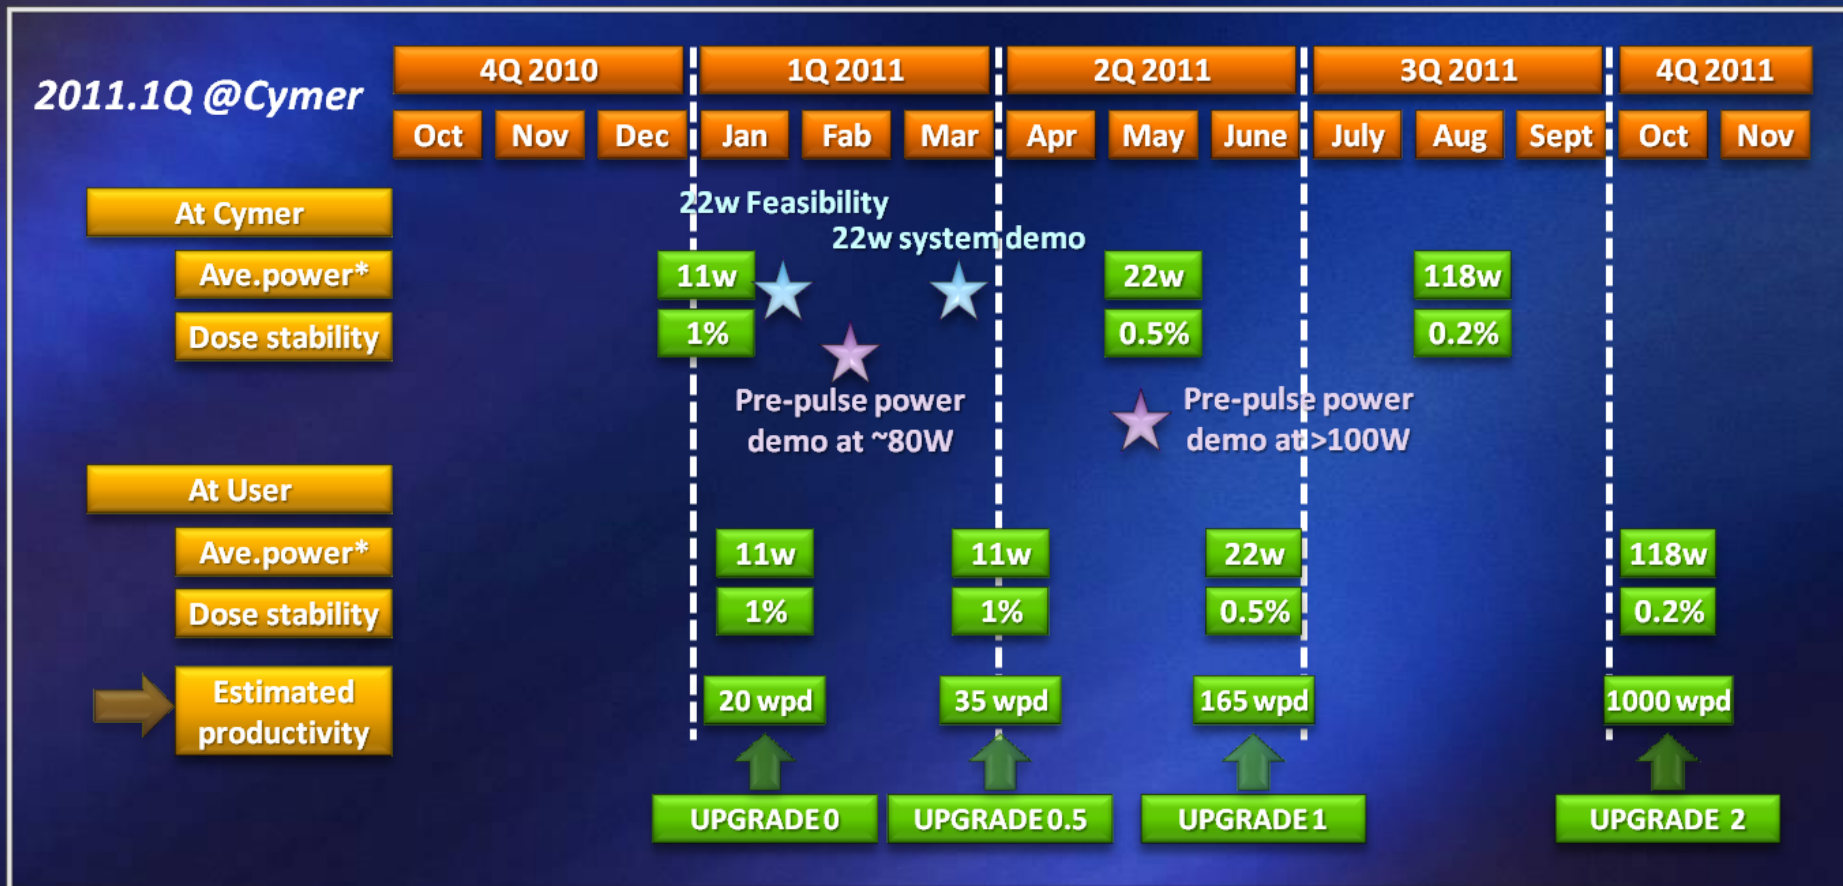 2011.1Q @Cymer
4Q 2010
1Q 2011
2Q 2011
3Q 2011
4Q 2011
Oct
Nov
Dec
Jan
Fab
Mar
Apr
May
June
July
Aug
Sept
Oct
Nov
At Cymer
22w Feasibility
22w system demo
Ave.power*
11w
22w
118w
Dose stability
1%
0.5%
0.2%
Pre-pulse power
demo at ~80W
Pre-pulse power
demo at >100W
At User
Ave.power*
11w
11w
22w
118w
Dose stability
1%
1%
0.5%
0.2%
Estimated
productivity
20 wpd
35 wpd
165 wpd
1000 wpd
UPGRADE 0
UPGRADE 0.5
UPGRADE 1
UPGRADE 2